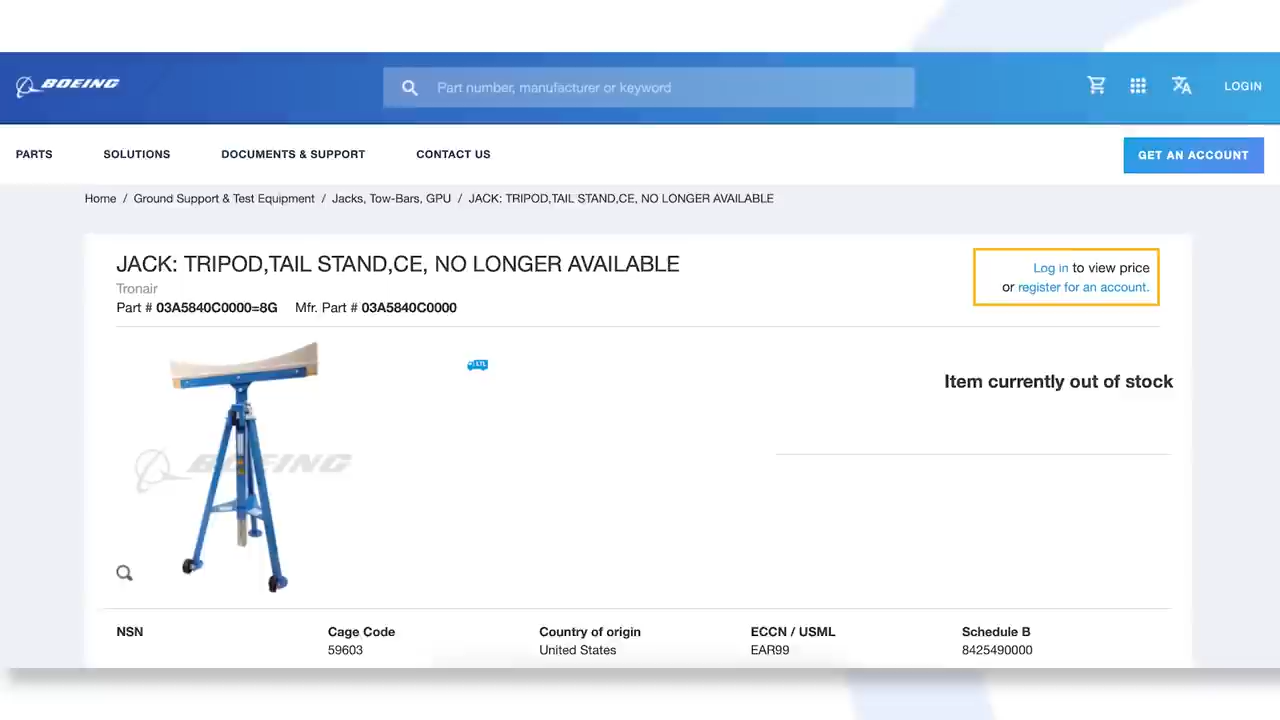 BOEING
Part number, manufacturer or keyword
LOGIN
PARTS
SOLUTIONS
DOCUMENTS & SUPPORT
CONTACT US
GET AN ACCOUNT
Home / Ground Support & Test Equipment / Jacks, Tow-Bars, GPU / JACK: TRIPOD,TAIL STAND,CE, NO LONGER AVAILABLE
JACK: TRIPOD,TAIL STAND,CE, NO LONGER AVAILABLE
Tronair
Part # 03A5840C0000=8G Mfr. Part # 03A5840C0000
Log in to view price
or register for an account.
LTL
Item currently out of stock
BOEING
NSN
Cage Code
59603
Country of origin
United States
ECCN / USML
EAR99
Schedule B
8425490000